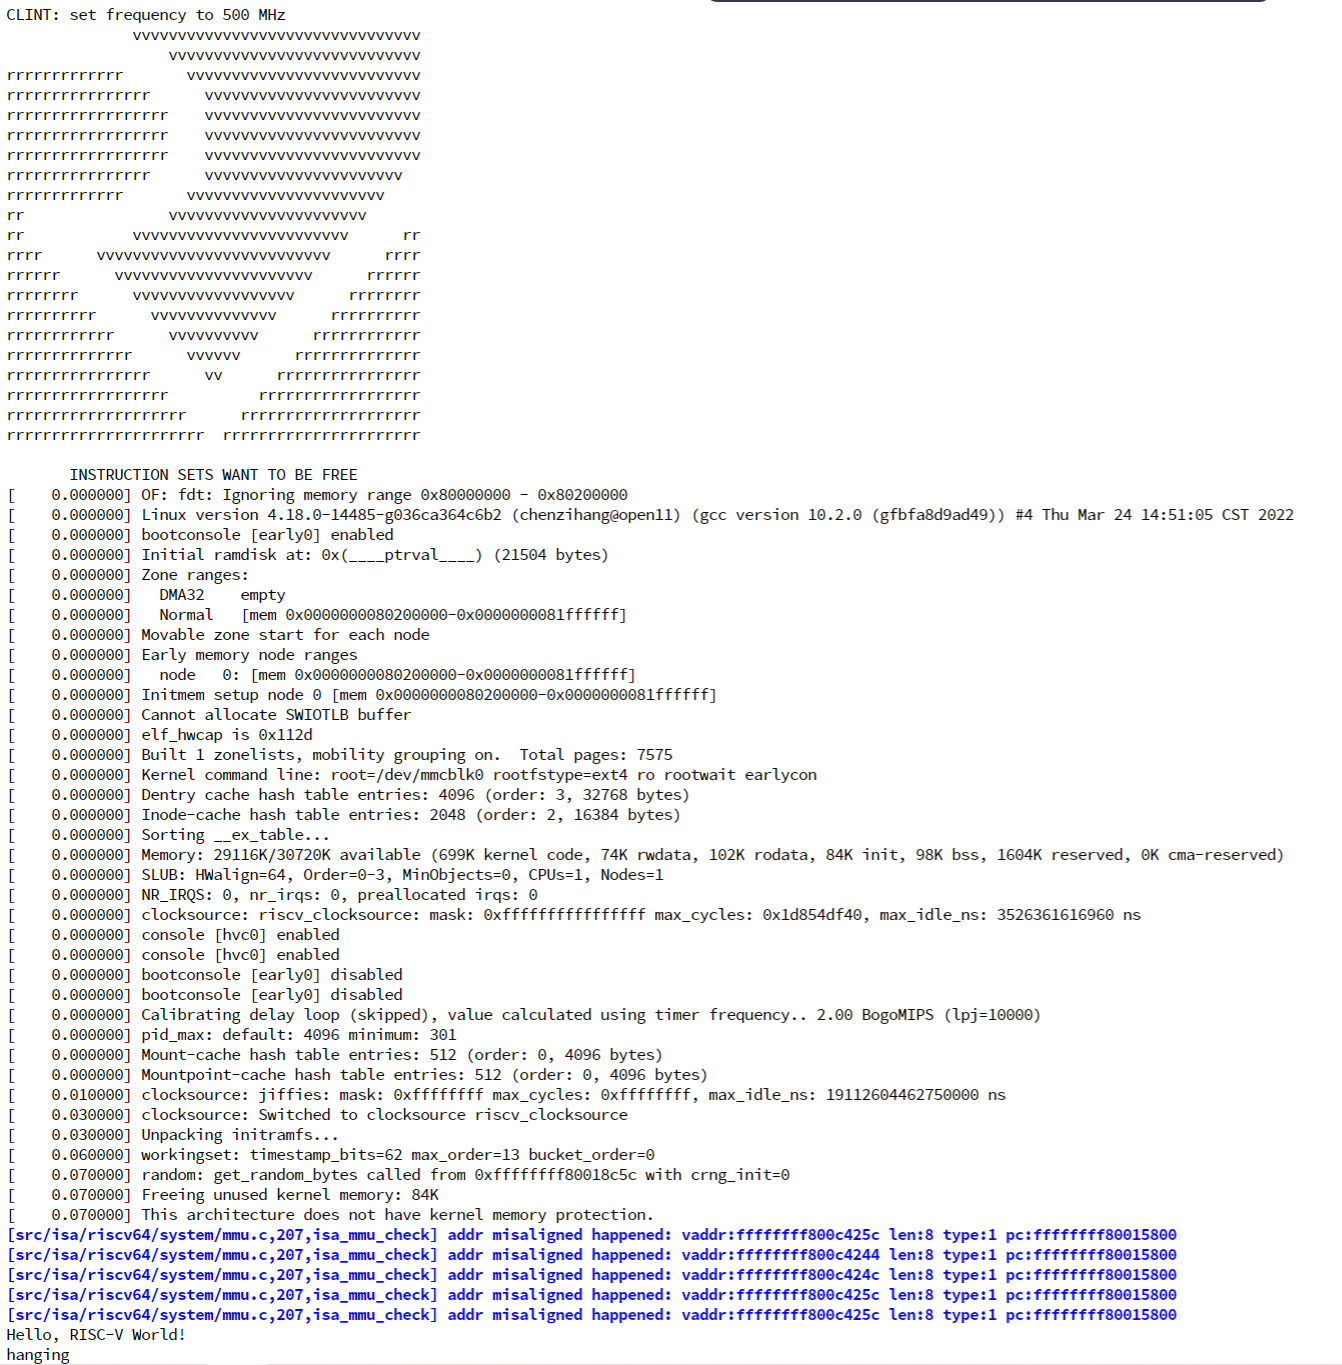 CLINT: set frequency to 500 MHz
              vvvvvvvvvvvvvvvvvvvvvvvvvvvvvvvv
                  vvvvvvvvvvvvvvvvvvvvvvvvvvvv
rrrrrrrrrrrrr       vvvvvvvvvvvvvvvvvvvvvvvvvv
rrrrrrrrrrrrrrrr      vvvvvvvvvvvvvvvvvvvvvvvv
rrrrrrrrrrrrrrrrrr    vvvvvvvvvvvvvvvvvvvvvvvv
rrrrrrrrrrrrrrrrrr    vvvvvvvvvvvvvvvvvvvvvvvv
rrrrrrrrrrrrrrrrrr    vvvvvvvvvvvvvvvvvvvvvvvv
rrrrrrrrrrrrrrrr      vvvvvvvvvvvvvvvvvvvvvv
rrrrrrrrrrrrr       vvvvvvvvvvvvvvvvvvvvvv
rr                vvvvvvvvvvvvvvvvvvvvvv
rr            vvvvvvvvvvvvvvvvvvvvvvvv      rr
rrrr      vvvvvvvvvvvvvvvvvvvvvvvvvv      rrrr
rrrrrr      vvvvvvvvvvvvvvvvvvvvvv      rrrrrr
rrrrrrrr      vvvvvvvvvvvvvvvvvv      rrrrrrrr
rrrrrrrrrr      vvvvvvvvvvvvvv      rrrrrrrrrr
rrrrrrrrrrrr      vvvvvvvvvv      rrrrrrrrrrrr
rrrrrrrrrrrrrr      vvvvvv      rrrrrrrrrrrrrr
rrrrrrrrrrrrrrrr      vv      rrrrrrrrrrrrrrrr
rrrrrrrrrrrrrrrrrr          rrrrrrrrrrrrrrrrrr
rrrrrrrrrrrrrrrrrrrr      rrrrrrrrrrrrrrrrrrrr
rrrrrrrrrrrrrrrrrrrrrr  rrrrrrrrrrrrrrrrrrrrrr
       INSTRUCTION SETS WANT TO BE FREE
[    0.000000] OF: fdt: Ignoring memory range 0x80000000 - 0x80200000
[    0.000000] Linux version 4.18.0-14485-g036ca364c6b2 (chenzihang@open11) (gcc version 10.2.0 (gfbfa8d9ad49)) #4 Thu Mar 24 14:51:05 CST 2022
[    0.000000] bootconsole [early0] enabled
[    0.000000] Initial ramdisk at: 0x(____ptrval____) (21504 bytes)
[    0.000000] Zone ranges:
[    0.000000]   DMA32    empty
[    0.000000]   Normal   [mem 0x0000000080200000-0x0000000081ffffff]
[    0.000000] Movable zone start for each node
[    0.000000] Early memory node ranges
[    0.000000]   node   0: [mem 0x0000000080200000-0x0000000081ffffff]
[    0.000000] Initmem setup node 0 [mem 0x0000000080200000-0x0000000081ffffff]
[    0.000000] Cannot allocate SWIOTLB buffer
[    0.000000] elf_hwcap is 0x112d
[    0.000000] Built 1 zonelists, mobility grouping on.  Total pages: 7575
[    0.000000] Kernel command line: root=/dev/mmcblk0 rootfstype=ext4 ro rootwait earlycon
[    0.000000] Dentry cache hash table entries: 4096 (order: 3, 32768 bytes)
[    0.000000] Inode-cache hash table entries: 2048 (order: 2, 16384 bytes)
[    0.000000] Sorting __ex_table...
[    0.000000] Memory: 29116K/30720K available (699K kernel code, 74K rwdata, 102K rodata, 84K init, 98K bss, 1604K reserved, 0K cma-reserved)
[    0.000000] SLUB: HWalign=64, Order=0-3, MinObjects=0, CPUs=1, Nodes=1
[    0.000000] NR_IRQS: 0, nr_irqs: 0, preallocated irqs: 0
[    0.000000] clocksource: riscv_clocksource: mask: 0xffffffffffffffff max_cycles: 0x1d854df40, max_idle_ns: 3526361616960 ns
[    0.000000] console [hvc0] enabled
[    0.000000] console [hvc0] enabled
[    0.000000] bootconsole [early0] disabled
[    0.000000] bootconsole [early0] disabled
[    0.000000] Calibrating delay loop (skipped), value calculated using timer frequency.. 2.00 BogoMIPS (lpj=10000)
[    0.000000] pid_max: default: 4096 minimum: 301
[    0.000000] Mount-cache hash table entries: 512 (order: 0, 4096 bytes)
[    0.000000] Mountpoint-cache hash table entries: 512 (order: 0, 4096 bytes)
[    0.010000] clocksource: jiffies: mask: 0xffffffff max_cycles: 0xffffffff, max_idle_ns: 19112604462750000 ns
[    0.030000] clocksource: Switched to clocksource riscv_clocksource
[    0.030000] Unpacking initramfs...
[    0.060000] workingset: timestamp_bits=62 max_order=13 bucket_order=0
[    0.070000] random: get_random_bytes called from 0xffffffff80018c5c with crng_init=0
[    0.070000] Freeing unused kernel memory: 84K
[    0.070000] This architecture does not have kernel memory protection.
[src/isa/riscv64/system/mmu.c,207,isa_mmu_check] addr misaligned happened: vaddr:ffffffff800c425c len:8 type:1 pc:ffffffff80015800
[src/isa/riscv64/system/mmu.c,207,isa_mmu_check] addr misaligned happened: vaddr:ffffffff800c4244 len:8 type:1 pc:ffffffff80015800
[src/isa/riscv64/system/mmu.c,207,isa_mmu_check] addr misaligned happened: vaddr:ffffffff800c424c len:8 type:1 pc:ffffffff80015800
[src/isa/riscv64/system/mmu.c,207,isa_mmu_check] addr misaligned happened: vaddr:ffffffff800c425c len:8 type:1 pc:ffffffff80015800
[src/isa/riscv64/system/mmu.c,207,isa_mmu_check] addr misaligned happened: vaddr:ffffffff800c425c len:8 type:1 pc:ffffffff80015800
Hello, RISC-V World!
hanging